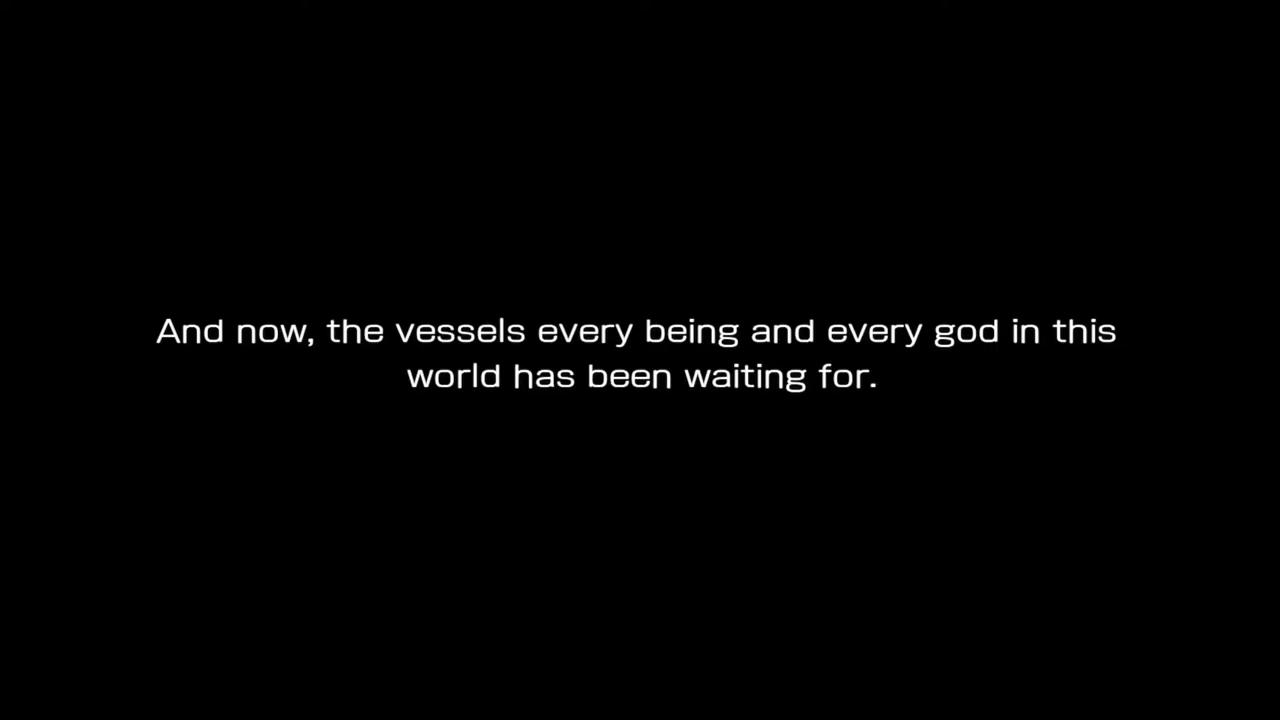 And now, the vessels every being and every god in this
world has been waiting for.